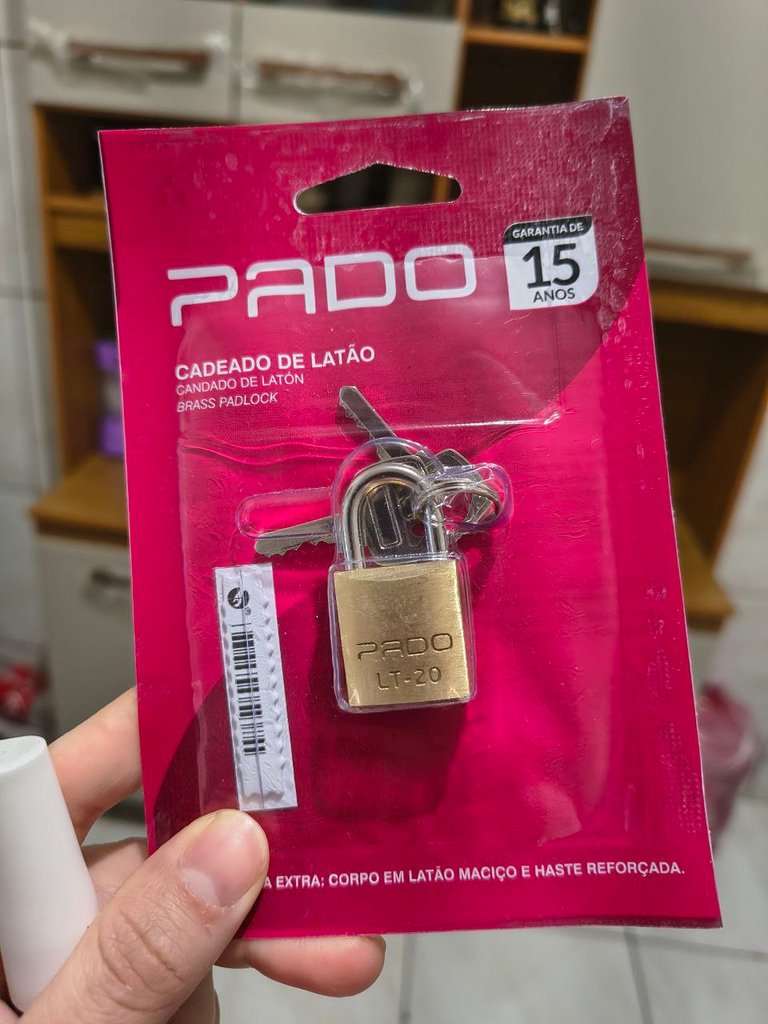 PADO
GARANTIA DE
15
ANOS
CADEADO DE LATÃO
CANDADO DE LATÓN
BRASS PADLOCK
PADO
LT-20
A EXTRA: CORPO EM LATÃO MACIÇO E HASTE REFORÇADA.